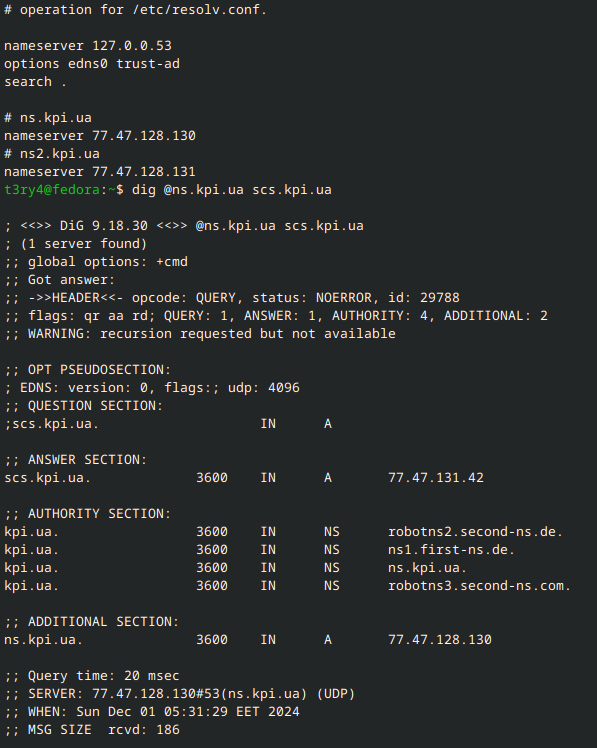 # operation for /etc/resolv.conf.

nameserver 127.0.0.53
options edns0 trust-ad
search .

# ns.kpi.ua
nameserver 77.47.128.130
# ns2.kpi.ua
nameserver 77.47.128.131
t3ry4@fedora:~$ dig @ns.kpi.ua scs.kpi.ua

; <<>> DiG 9.18.30 <<>> @ns.kpi.ua scs.kpi.ua
; (1 server found)
;; global options: +cmd
;; Got answer:
;; ->>HEADER<<- opcode: QUERY, status: NOERROR, id: 29788
;; flags: qr aa rd; QUERY: 1, ANSWER: 1, AUTHORITY: 4, ADDITIONAL: 2
;; WARNING: recursion requested but not available

;; OPT PSEUDOSECTION:
; EDNS: version: 0, flags:; udp: 4096
;; QUESTION SECTION:
;scs.kpi.ua.                    IN      A

;; ANSWER SECTION:
scs.kpi.ua.             3600    IN      A       77.47.131.42

;; AUTHORITY SECTION:
kpi.ua.                 3600    IN      NS      robotns2.second-ns.de.
kpi.ua.                 3600    IN      NS      ns1.first-ns.de.
kpi.ua.                 3600    IN      NS      ns.kpi.ua.
kpi.ua.                 3600    IN      NS      robotns3.second-ns.com.

;; ADDITIONAL SECTION:
ns.kpi.ua.              3600    IN      A       77.47.128.130

;; Query time: 20 msec
;; SERVER: 77.47.128.130#53(ns.kpi.ua) (UDP)
;; WHEN: Sun Dec 01 05:31:29 EET 2024
;; MSG SIZE  rcvd: 186